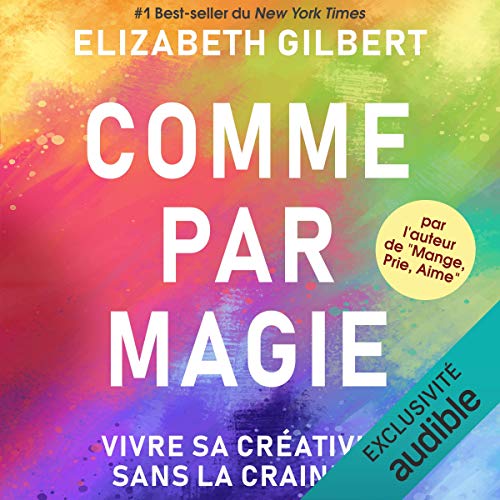 #1 Best-seller du New York Times
ELIZABETH GILBERT
COMME
PAR
MAGIE
par
l'auteur
de "Mange,
Prie, Aime"
VIVRE SA
SANS LA
EXCLUSIVITÉ
audible